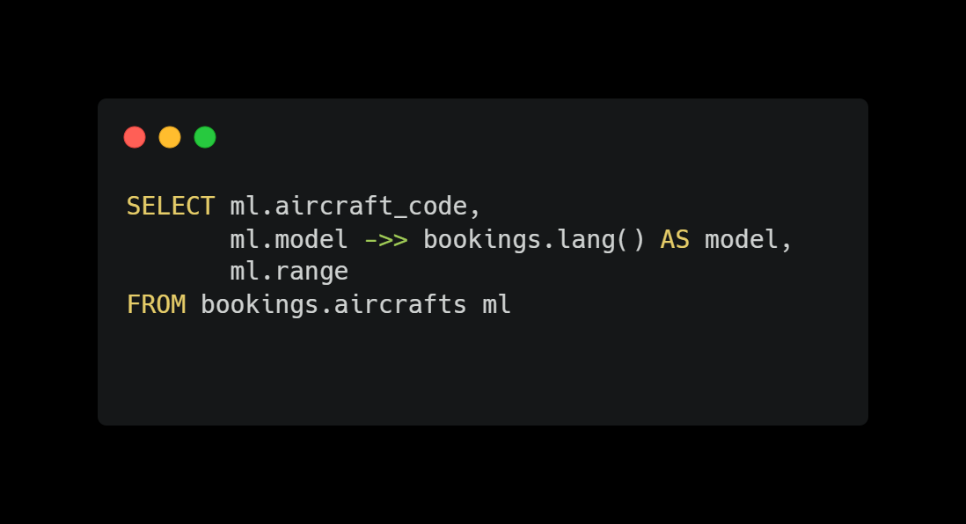 SELECT ml.aircraft_code,
       ml.model ->> bookings.lang() AS model,
       ml.range
FROM bookings.aircrafts ml